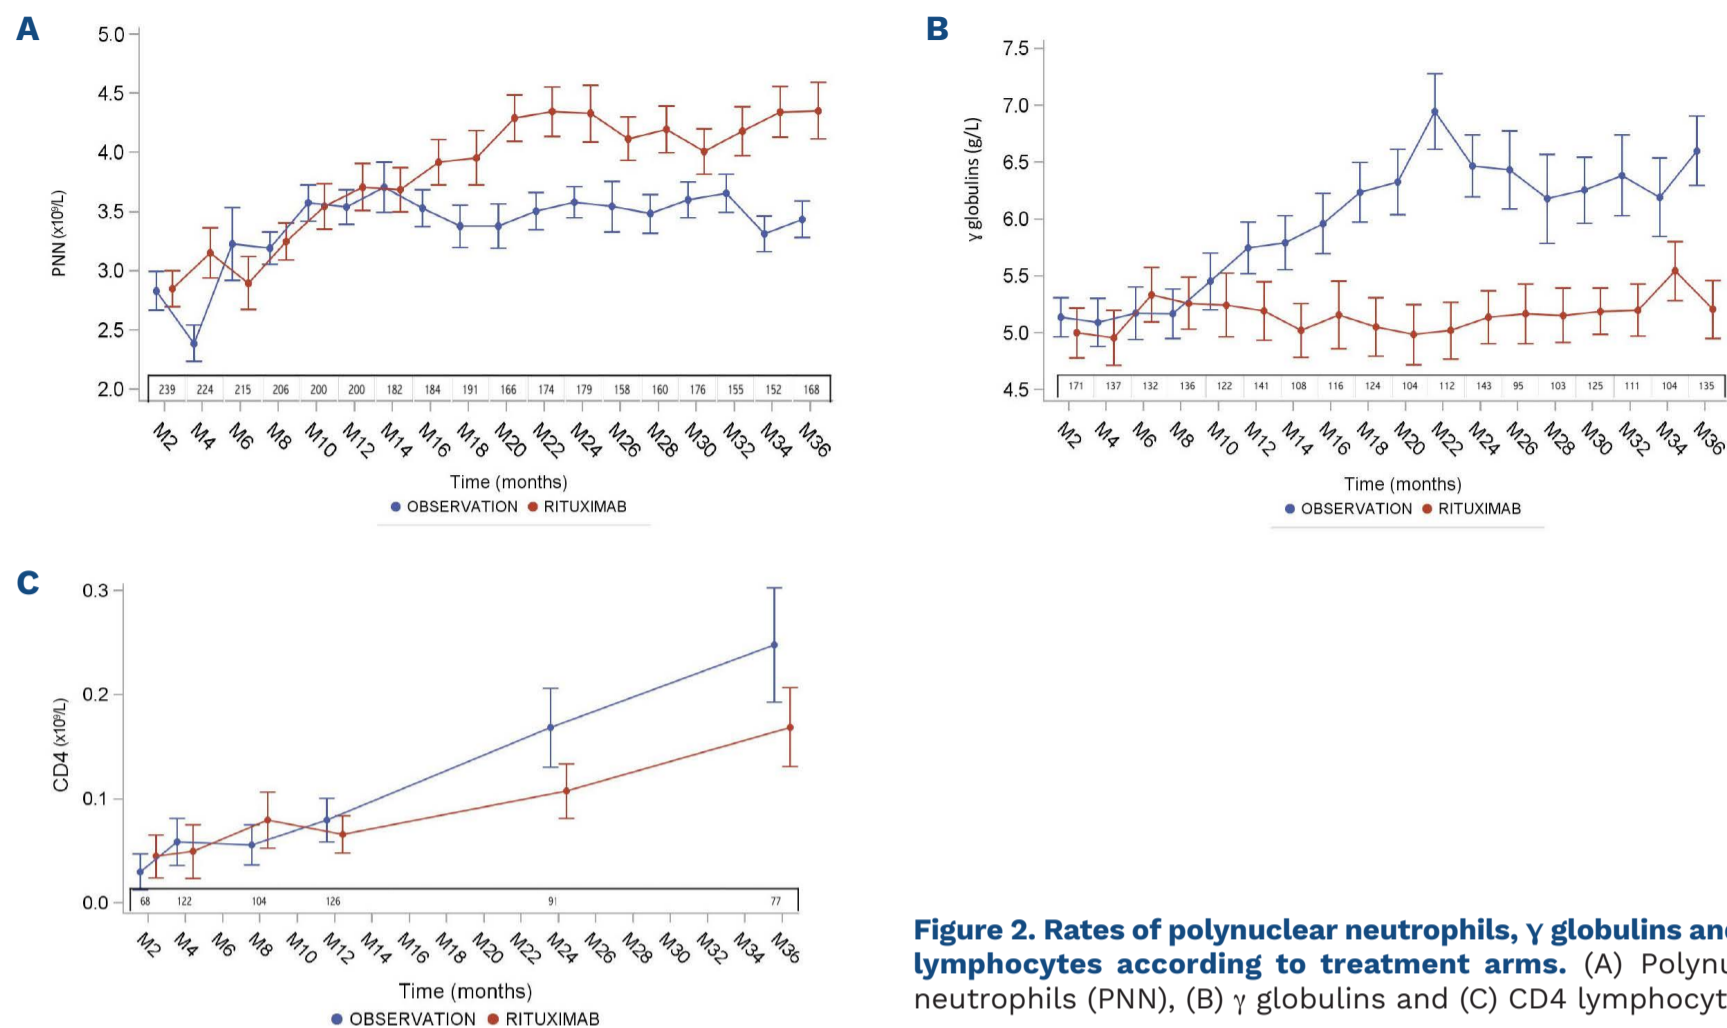 A
5.0
4.5
4.0
3.5
3.0
2.5
2.0
PNN (x10⁹/L)
239 224 215 206 200 200 182 184 191 166 174 179 158 160 176 155 152 168
M2 M4 M6 M8 M10 M12 M14 M16 M18 M20 M22 M24 M26 M28 M30 M32 M34 M36
Time (months)
OBSERVATION RITUXIMAB
B
7.5
7.0
6.5
6.0
5.5
5.0
4.5
γ globulins (g/L)
171 137 132 136 122 141 108 116 124 104 112 143 95 103 125 111 104 135
M2 M4 M6 M8 M10 M12 M14 M16 M18 M20 M22 M24 M26 M28 M30 M32 M34 M36
Time (months)
OBSERVATION RITUXIMAB
C
0.3
0.2
0.1
0.0
CD4 (x10⁹/L)
68 122 104 126 91 77
M2 M4 M6 M8 M10 M12 M14 M16 M18 M20 M22 M24 M26 M28 M30 M32 M34 M36
Time (months)
OBSERVATION RITUXIMAB
Figure 2. Rates of polynuclear neutrophils, γ globulins
lymphocytes according to treatment arms. (A)
neutrophils (PNN), (B) γ globulins and (C) CD4